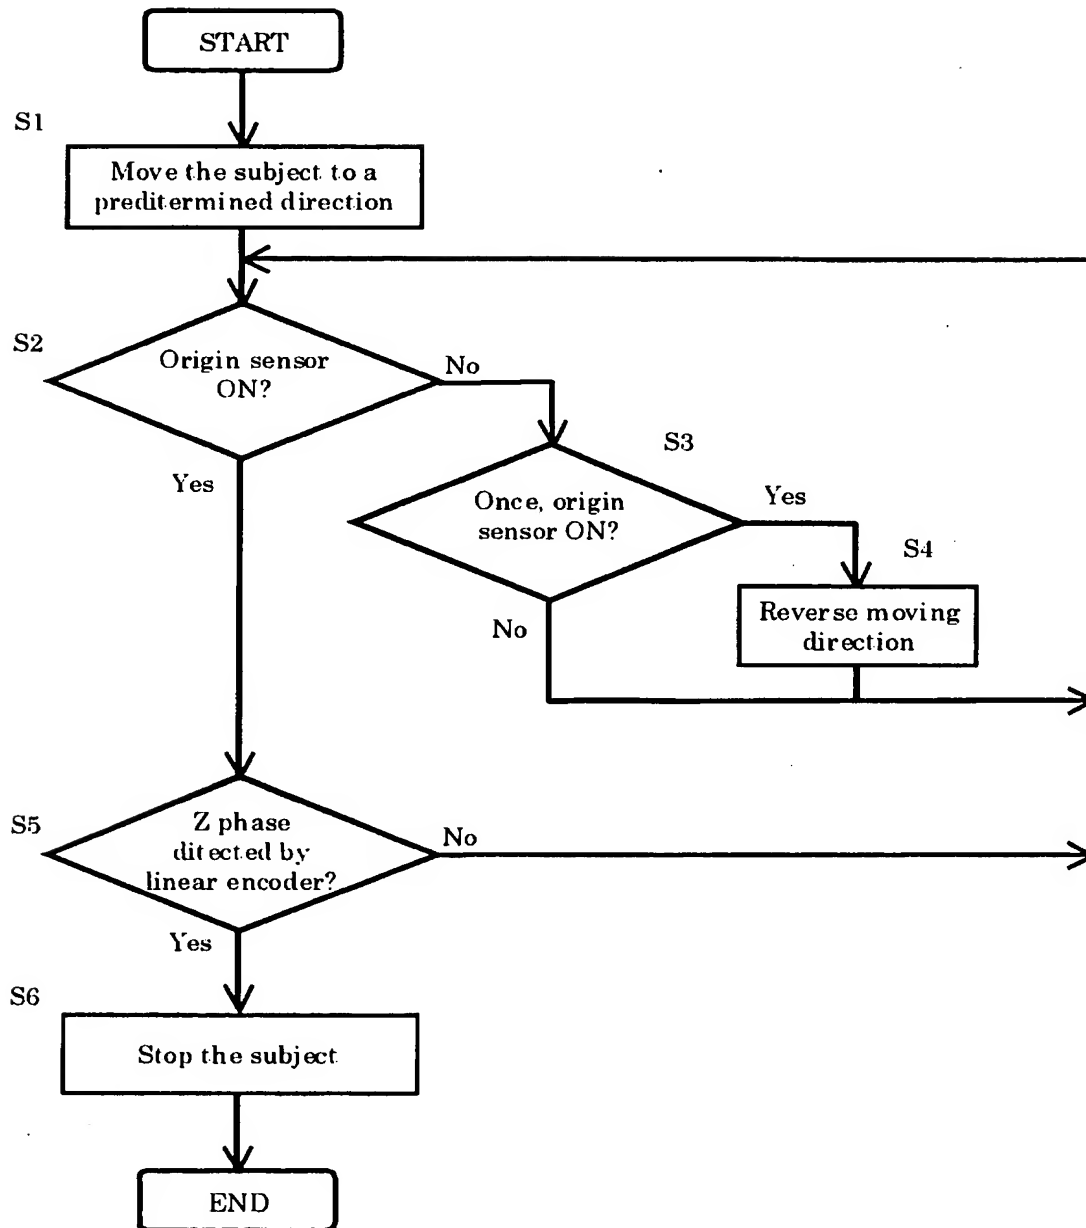 START
S1
Move the subject to a
preditermined direction
S2
Origin sensor
ON?
No
Yes
S3
Once, origin
sensor ON?
Yes
No
S4
Reverse moving
direction
S5
Z phase
ditected by
linear encoder?
No
Yes
S6
Stop the subject
END